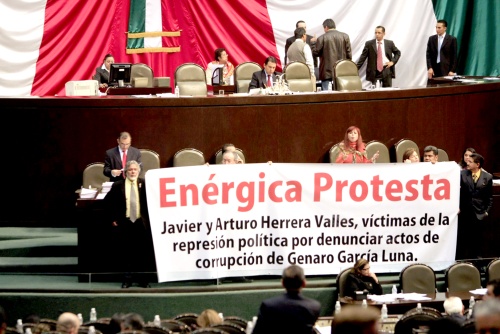 Enérgica Protesta
Javier y Arturo Herrera Valles, víctimas de la
represión política por denunciar actos de
corrupción de Genaro García Luna.